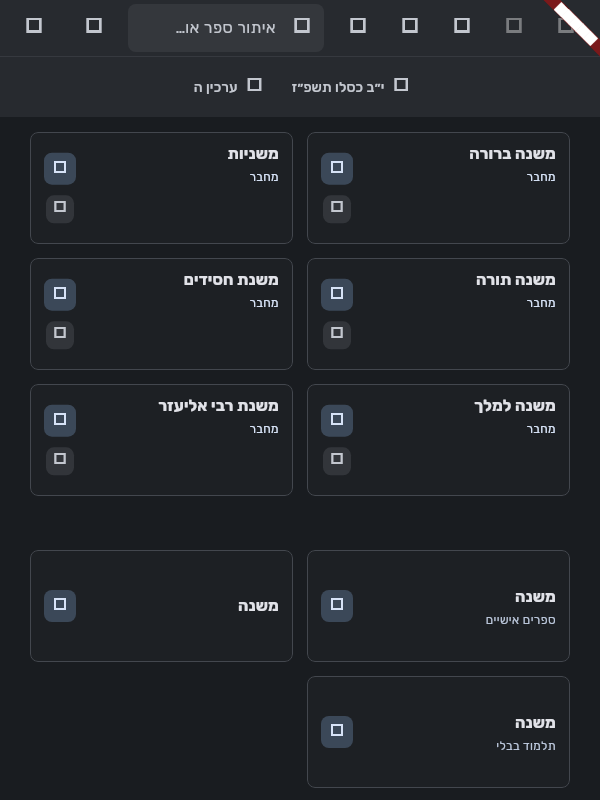 איתור ספר או...
י״ב כסלו תשפ״ז
ערכין ה
משנה ברורה
מחבר
משניות
מחבר
משנה תורה
מחבר
משנת חסידים
מחבר
משנה למלך
מחבר
משנת רבי אליעזר
מחבר
משנה
ספרים אישיים
משנה
משנה
תלמוד בבלי